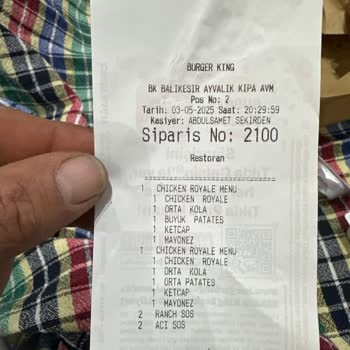 BURGER KING
BK BALIKESIR AYVALIK KIPA AVM
Pos No: 2
Tarih: 03-05-2025 Saat: 20:29:59
Kasiyer: ABDULSAMET SEKIRDEN
Siparis No: 2100
Restoran
1 CHICKEN ROYALE MENU
1 CHICKEN ROYALE
1 ORTA KOLA
1 BUYUK PATATES
1 KETCAP
1 MAYONEZ
1 CHICKEN ROYALE MENU
1 CHICKEN ROYALE
1 ORTA KOLA
1 ORTA PATATES
1 KETCAP
1 MAYONEZ
2 RANCH SOS
2 ACI SOS